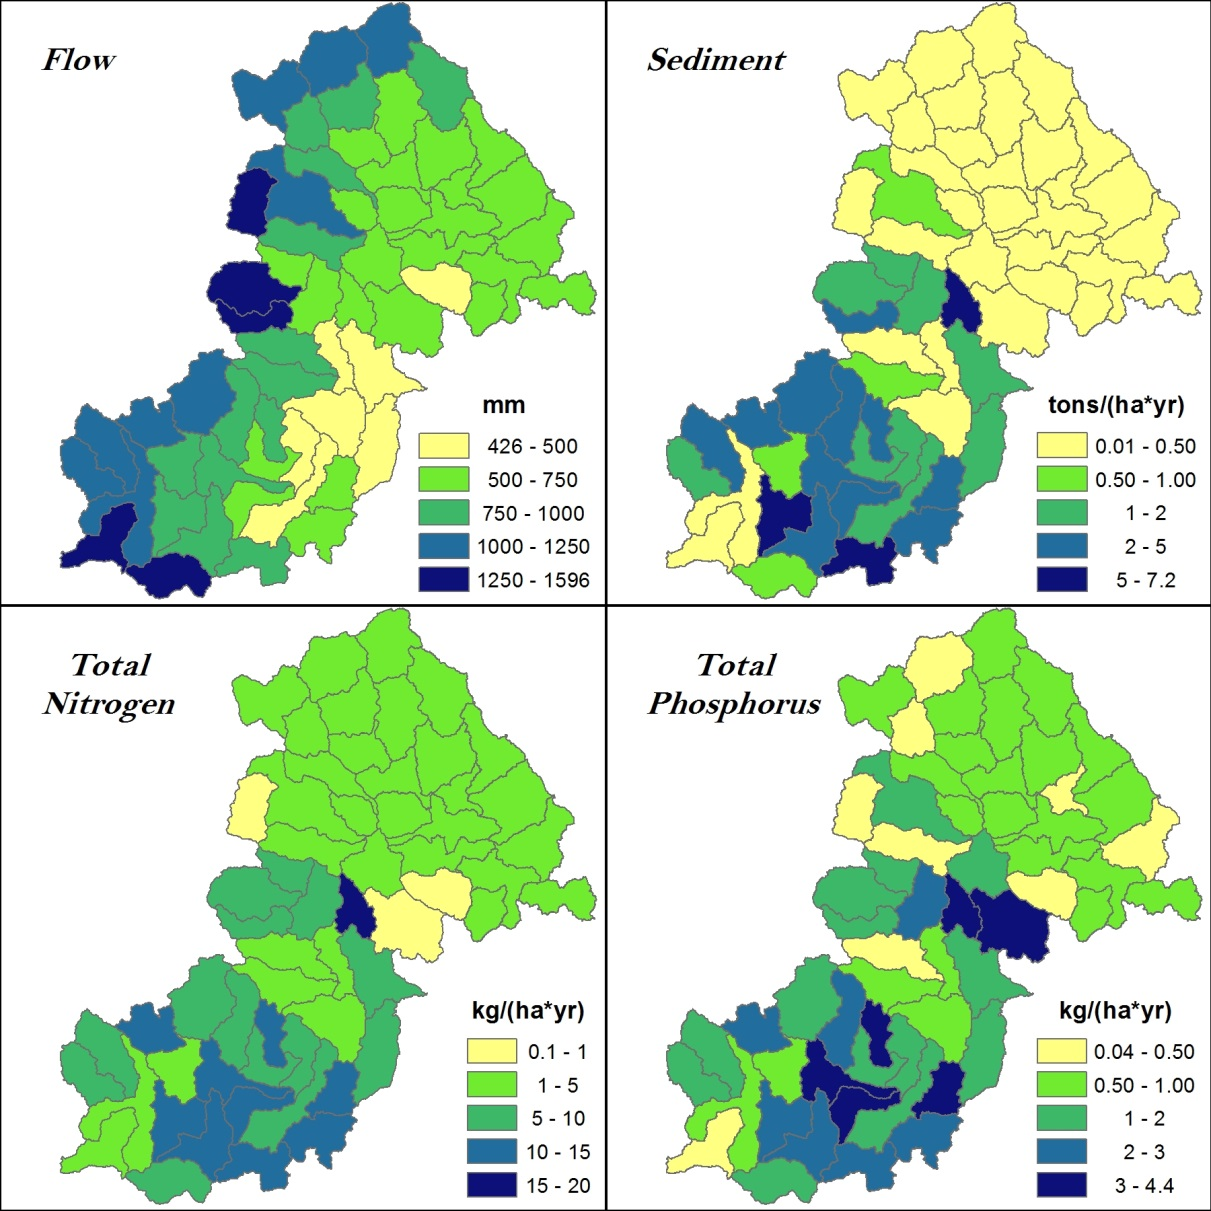 Flow
mm
426 - 500
500 - 750
750 - 1000
1000 - 1250
1250 - 1596
Sediment
tons/(ha*yr)
0.01 - 0.50
0.50 - 1.00
1 - 2
2 - 5
5 - 7.2
Total
Nitrogen
kg/(ha*yr)
0.1 - 1
1 - 5
5 - 10
10 - 15
15 - 20
Total
Phosphorus
kg/(ha*yr)
0.04 - 0.50
0.50 - 1.00
1 - 2
2 - 3
3 - 4.4